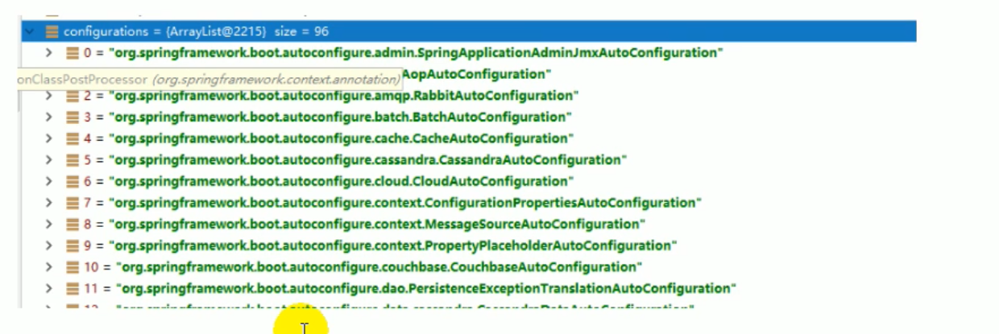 configurations = {ArrayList@2215} size = 96
0 = "org.springframework.boot.autoconfigure.admin.SpringApplicationAdminJmxAutoConfiguration"
onClassPostProcessor (org.springframework.context.annotation) AopAutoConfiguration"
2 = "org.springframework.boot.autoconfigure.amqp.RabbitAutoConfiguration"
3 = "org.springframework.boot.autoconfigure.batch.BatchAutoConfiguration"
4 = "org.springframework.boot.autoconfigure.cache.CacheAutoConfiguration"
5 = "org.springframework.boot.autoconfigure.cassandra.CassandraAutoConfiguration"
6 = "org.springframework.boot.autoconfigure.cloud.CloudAutoConfiguration"
7 = "org.springframework.boot.autoconfigure.context.ConfigurationPropertiesAutoConfiguration"
8 = "org.springframework.boot.autoconfigure.context.MessageSourceAutoConfiguration"
9 = "org.springframework.boot.autoconfigure.context.PropertyPlaceholderAutoConfiguration"
10 = "org.springframework.boot.autoconfigure.couchbase.CouchbaseAutoConfiguration"
11 = "org.springframework.boot.autoconfigure.dao.PersistenceExceptionTranslationAutoConfiguration"